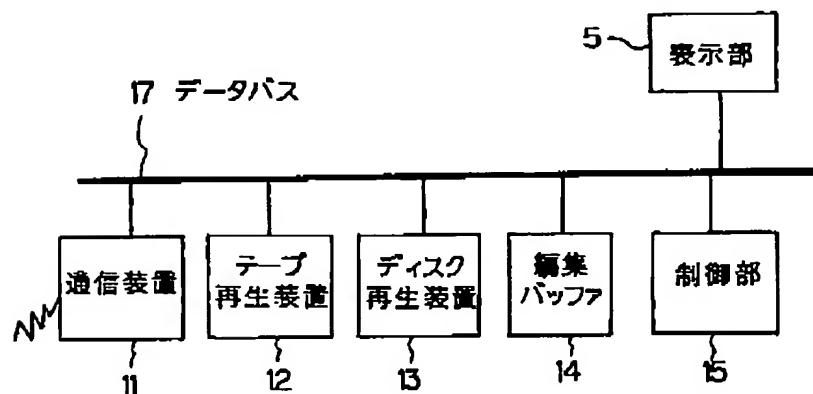 5
表示部
17 データバス
通信装置
テープ
再生装置
ディスク
再生装置
編集
バッファ
制御部
11
12
13
14
15